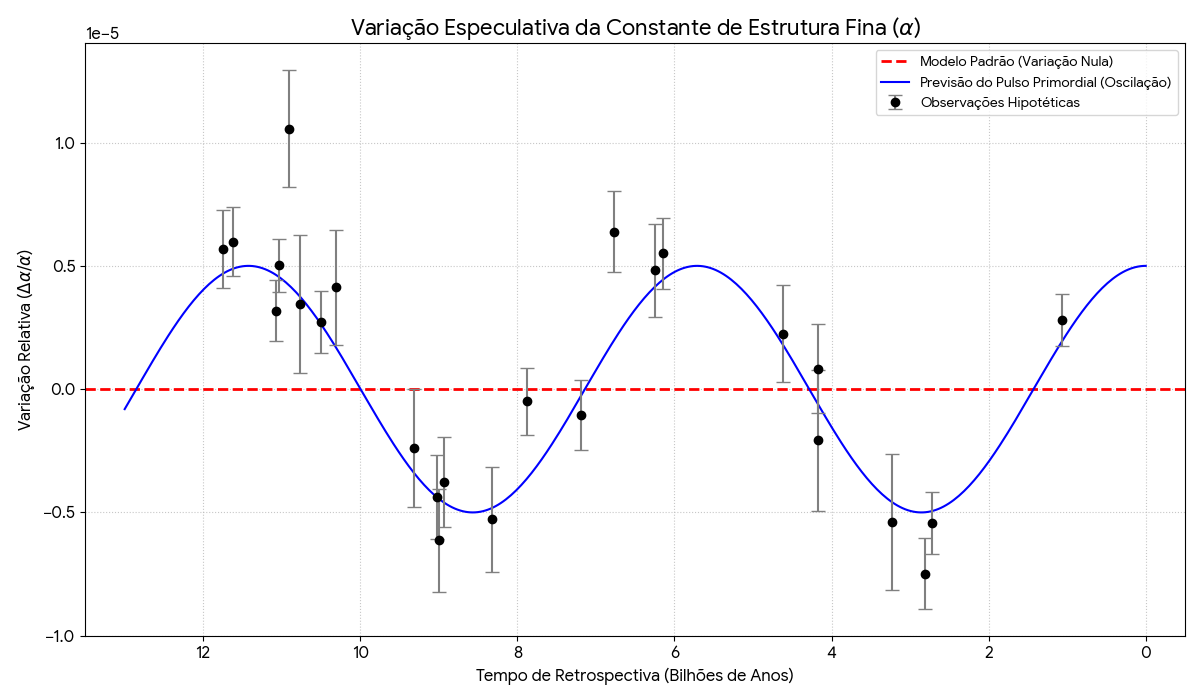 Variação Especulativa da Constante de Estrutura Fina (α)
1e−5
Modelo Padrão (Variação Nula)
Previsão do Pulso Primordial (Oscilação)
Observações Hipotéticas
1.0
0.5
0.0
−0.5
−1.0
Variação Relativa (Δα/α)
12 10 8 6 4 2 0
Tempo de Retrospectiva (Bilhões de Anos)